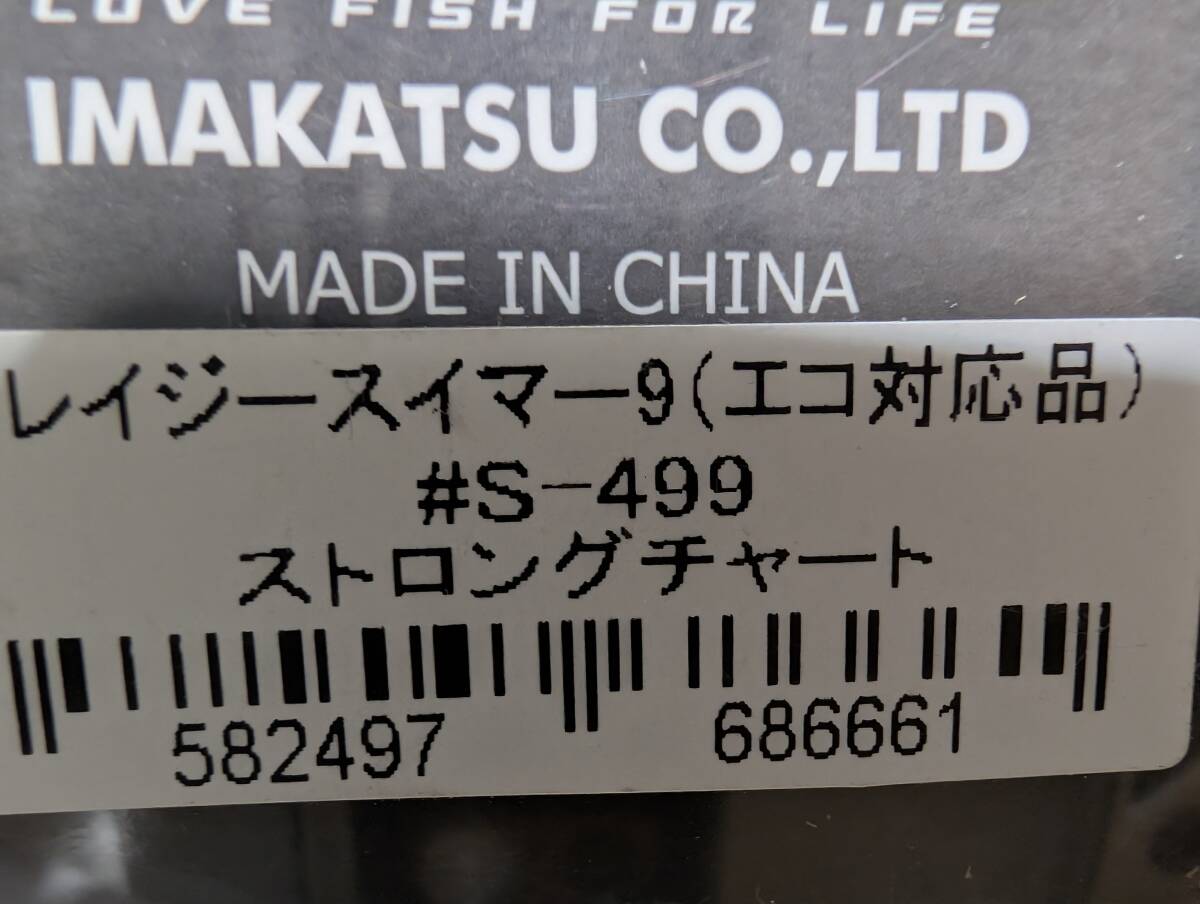 LOVE FISH FOR LIFE
IMAKATSU CO.,LTD
MADE IN CHINA
レイジースイマー9(エコ対応品)
#S-499
ストロングチャート
582497 686661